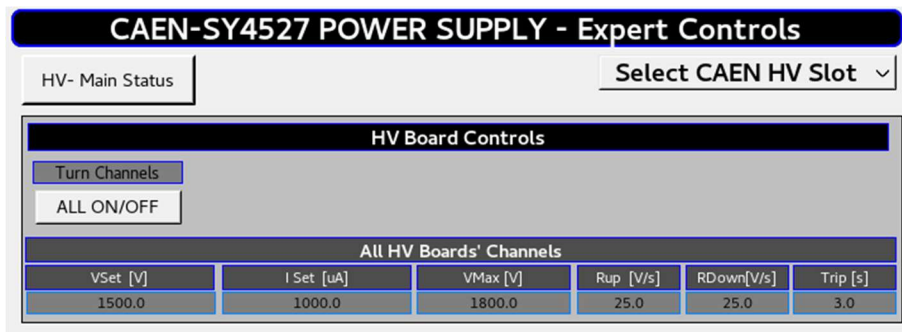 CAEN-SY4527 POWER SUPPLY - Expert Controls
HV- Main Status
Select CAEN HV Slot
HV Board Controls
Turn Channels
ALL ON/OFF
All HV Boards' Channels
VSet [V] I Set [uA] VMax [V] Rup [V/s] RDown[V/s] Trip [s]
1500.0 1000.0 1800.0 25.0 25.0 3.0